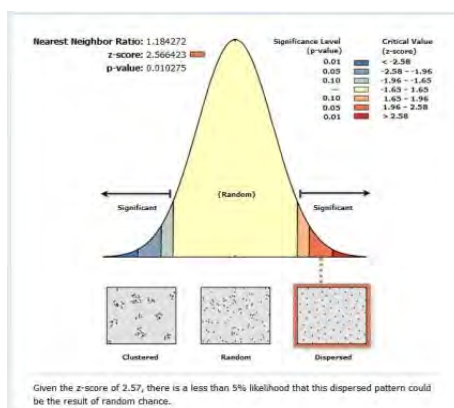 Nearest Neighbor Ratio: 1.184272
z-score: 2.566423
p-value: 0.010275
Significance Level
(p-value)
Critical Value
(z-score)
0.01 < -2.58
0.05 -2.58 - -1.96
0.10 -1.96 - -1.65
— -1.65 - 1.65
0.10 1.65 - 1.96
0.05 1.96 - 2.58
0.01 > 2.58
Significant
(Random)
Significant
Clustered
Random
Dispersed
Given the z-score of 2.57, there is a less than 5% likelihood that this dispersed pattern could
be the result of random chance.